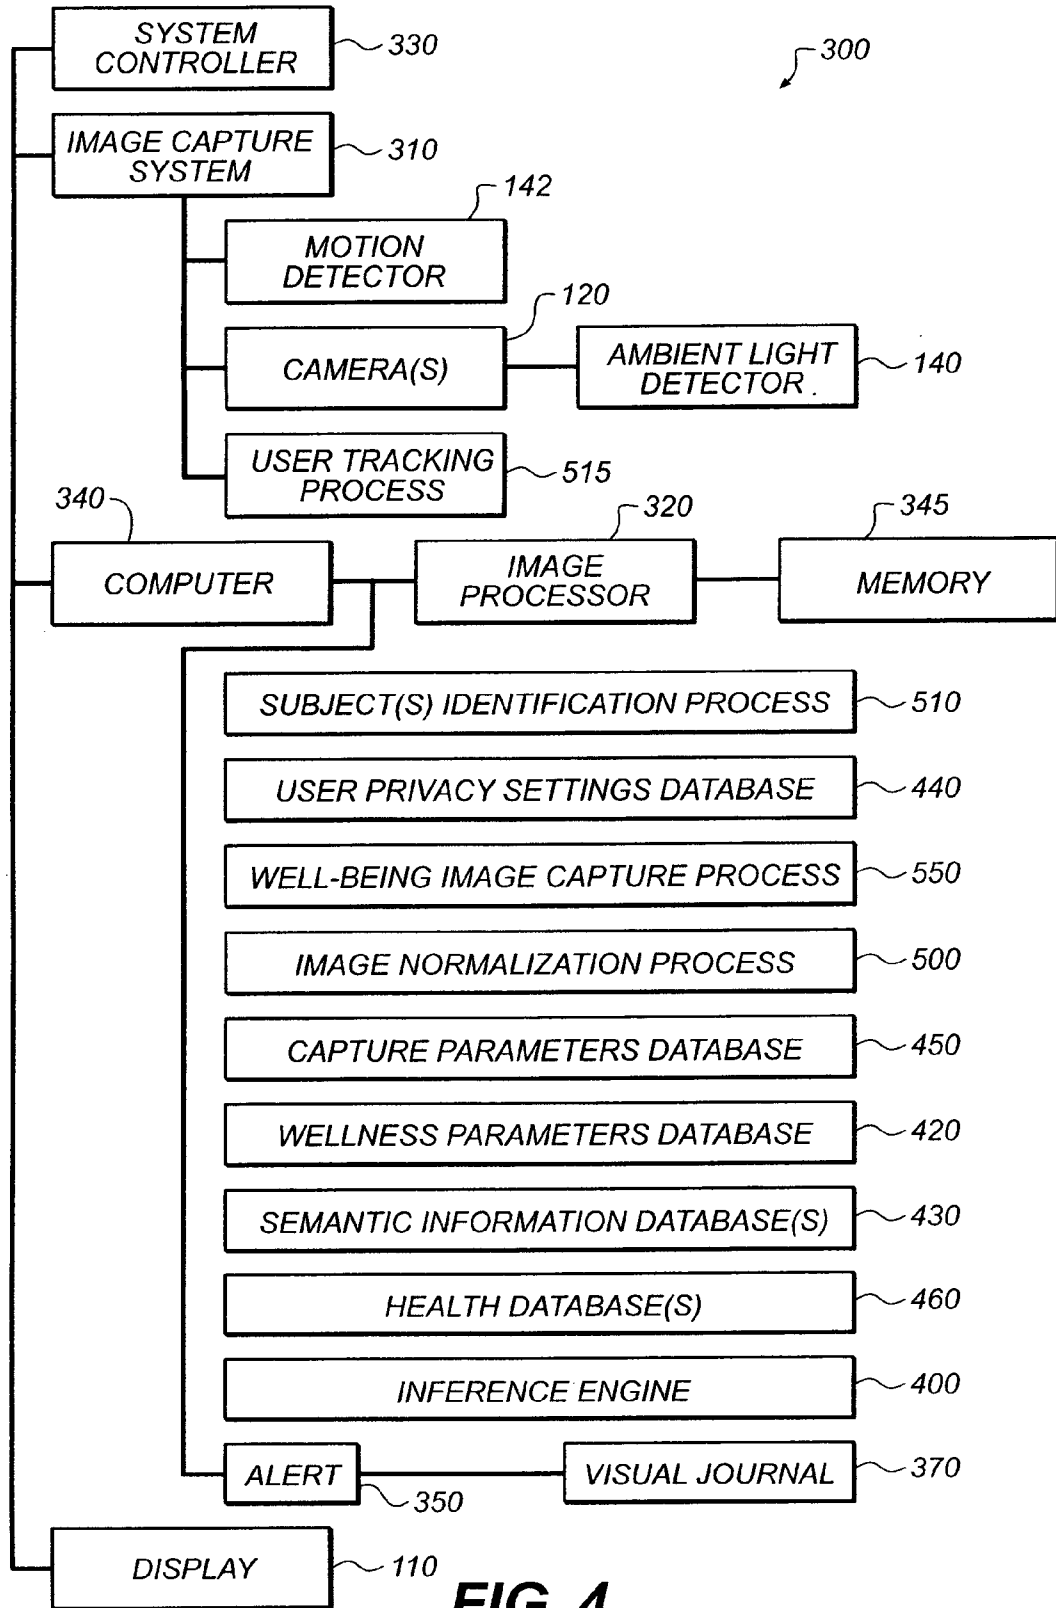 SYSTEM
CONTROLLER
330
300
IMAGE CAPTURE
SYSTEM
310
142
MOTION
DETECTOR
120
CAMERA(S)
AMBIENT LIGHT
DETECTOR
140
USER TRACKING
PROCESS
515
340
COMPUTER
320
IMAGE
PROCESSOR
345
MEMORY
SUBJECT(S) IDENTIFICATION PROCESS
510
USER PRIVACY SETTINGS DATABASE
440
WELL-BEING IMAGE CAPTURE PROCESS
550
IMAGE NORMALIZATION PROCESS
500
CAPTURE PARAMETERS DATABASE
450
WELLNESS PARAMETERS DATABASE
420
SEMANTIC INFORMATION DATABASE(S)
430
HEALTH DATABASE(S)
460
INFERENCE ENGINE
400
ALERT
350
VISUAL JOURNAL
370
DISPLAY
110
FIG. 4